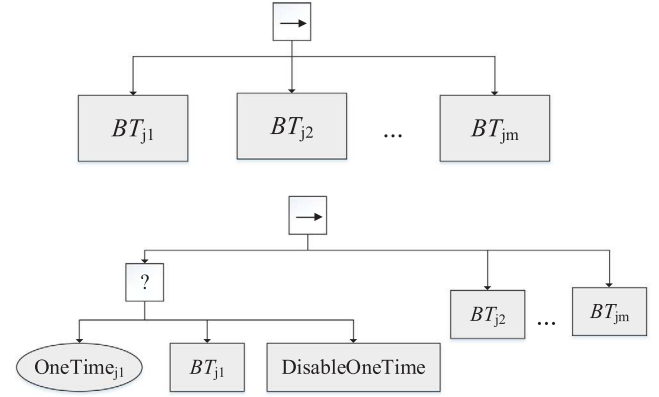 →
BTj1 BTj2 ... BTjm
→
?
BTj2 ... BTjm
OneTimej1 BTj1 DisableOneTime